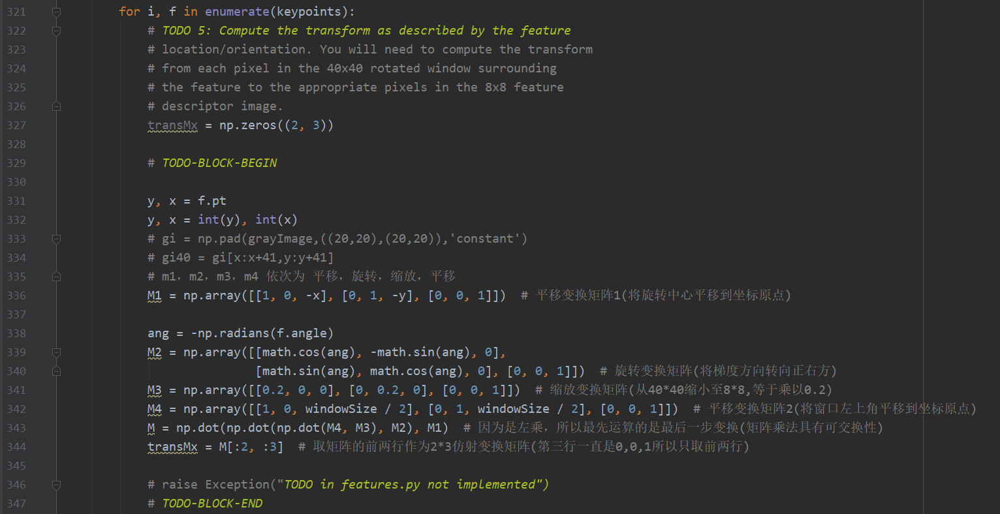 321 for i, f in enumerate(keypoints):
322 # TODO 5: Compute the transform as described by the feature
323 # location/orientation. You will need to compute the transform
324 # from each pixel in the 40x40 rotated window surrounding
325 # the feature to the appropriate pixels in the 8x8 feature
326 # descriptor image.
327 transMx = np.zeros((2, 3))
328
329 # TODO-BLOCK-BEGIN
330
331 y, x = f.pt
332 y, x = int(y), int(x)
333 # gi = np.pad(grayImage,((20,20),(20,20)),'constant')
334 # gi40 = gi[x:x+41,y:y+41]
335 # m1，m2，m3，m4 依次为 平移，旋转，缩放，平移
336 M1 = np.array([[1, 0, -x], [0, 1, -y], [0, 0, 1]]) # 平移变换矩阵1(将旋转中心平移到坐标原点)
337
338 ang = -np.radians(f.angle)
339 M2 = np.array([[math.cos(ang), -math.sin(ang), 0],
340 [math.sin(ang), math.cos(ang), 0], [0, 0, 1]]) # 旋转变换矩阵(将梯度方向转向正右方)
341 M3 = np.array([[0.2, 0, 0], [0, 0.2, 0], [0, 0, 1]]) # 缩放变换矩阵(从40*40缩小至8*8,等于乘以0.2)
342 M4 = np.array([[1, 0, windowSize / 2], [0, 1, windowSize / 2], [0, 0, 1]]) # 平移变换矩阵2(将窗口左上角平移到坐标原点)
343 M = np.dot(np.dot(np.dot(M4, M3), M2), M1) # 因为是左乘，所以最先运算的是最后一步变换(矩阵乘法具有可交换性)
344 transMx = M[:2, :3] # 取矩阵的前两行作为2*3仿射变换矩阵(第三行一直是0,0,1所以只取前两行)
345
346 # raise Exception("TODO in features.py not implemented")
347 # TODO-BLOCK-END